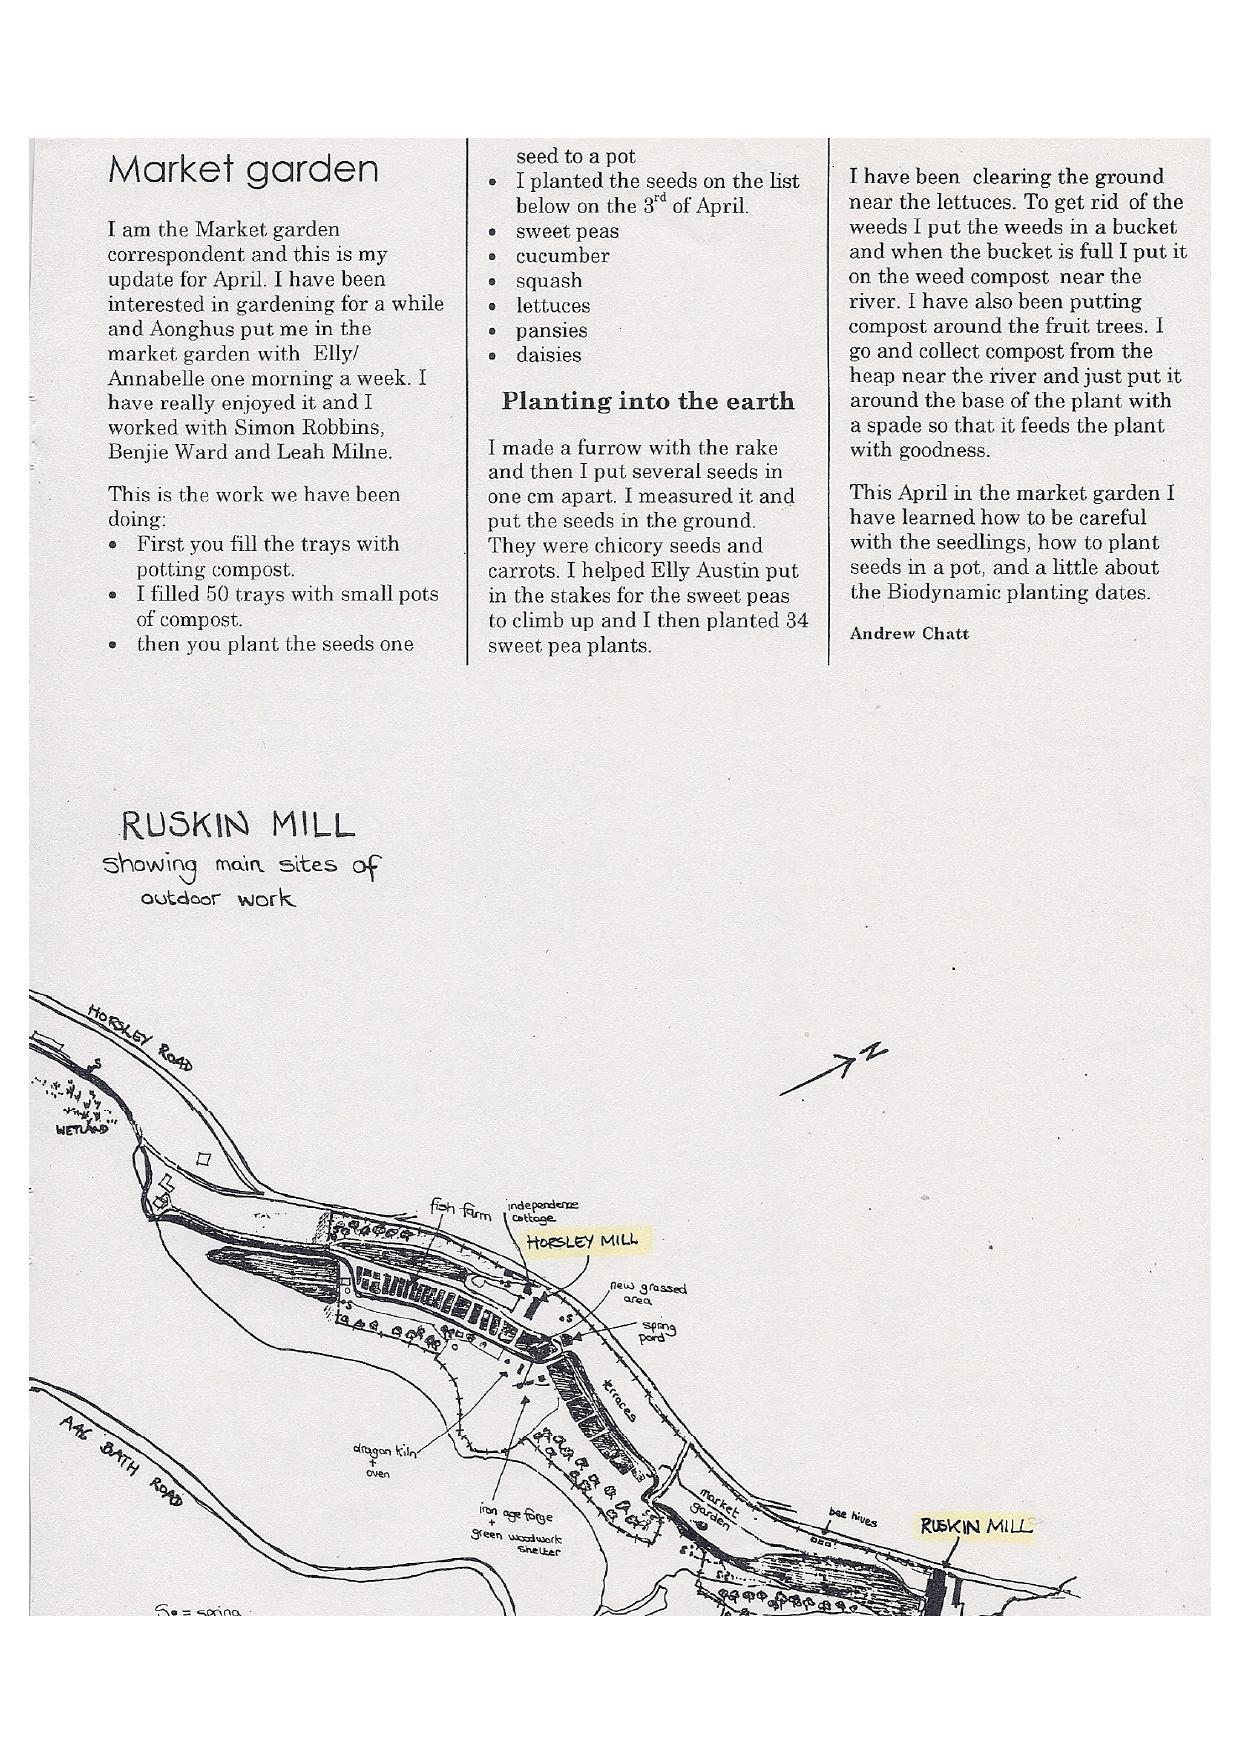 Market garden
I am the Market garden
correspondent and this is my
update for April. I have been
interested in gardening for a while
and Aonghus put me in the
market garden with Elly/
Annabelle one morning a week. I
have really enjoyed it and I
worked with Simon Robbins,
Benjie Ward and Leah Milne.
This is the work we have been
doing:
• First you fill the trays with
potting compost.
• I filled 50 trays with small pots
of compost.
• then you plant the seeds one
seed to a pot
• I planted the seeds on the list
below on the 3rd of April.
• sweet peas
• cucumber
• squash
• lettuces
• pansies
• daisies
Planting into the earth
I made a furrow with the rake
and then I put several seeds in
one cm apart. I measured it and
put the seeds in the ground.
They were chicory seeds and
carrots. I helped Elly Austin put
in the stakes for the sweet peas
to climb up and I then planted 34
sweet pea plants.
I have been clearing the ground
near the lettuces. To get rid of the
weeds I put the weeds in a bucket
and when the bucket is full I put it
on the weed compost near the
river. I have also been putting
compost around the fruit trees. I
go and collect compost from the
heap near the river and just put it
around the base of the plant with
a spade so that it feeds the plant
with goodness.
This April in the market garden I
have learned how to be careful
with the seedlings, how to plant
seeds in a pot, and a little about
the Biodynamic planting dates.
Andrew Chatt
RUSKIN MILL
showing main sites of
outdoor work
HORSLEY ROAD
N
S
WETLAND
fish farm
independence
cottage
HORSLEY MILL
new grassed
area
spring
pond
terraces
A46 BATH ROAD
dragon kiln
+
oven
iron age forge
+
green woodwork
shelter
market
garden
bee hives
RUSKIN MILL
S• = spring